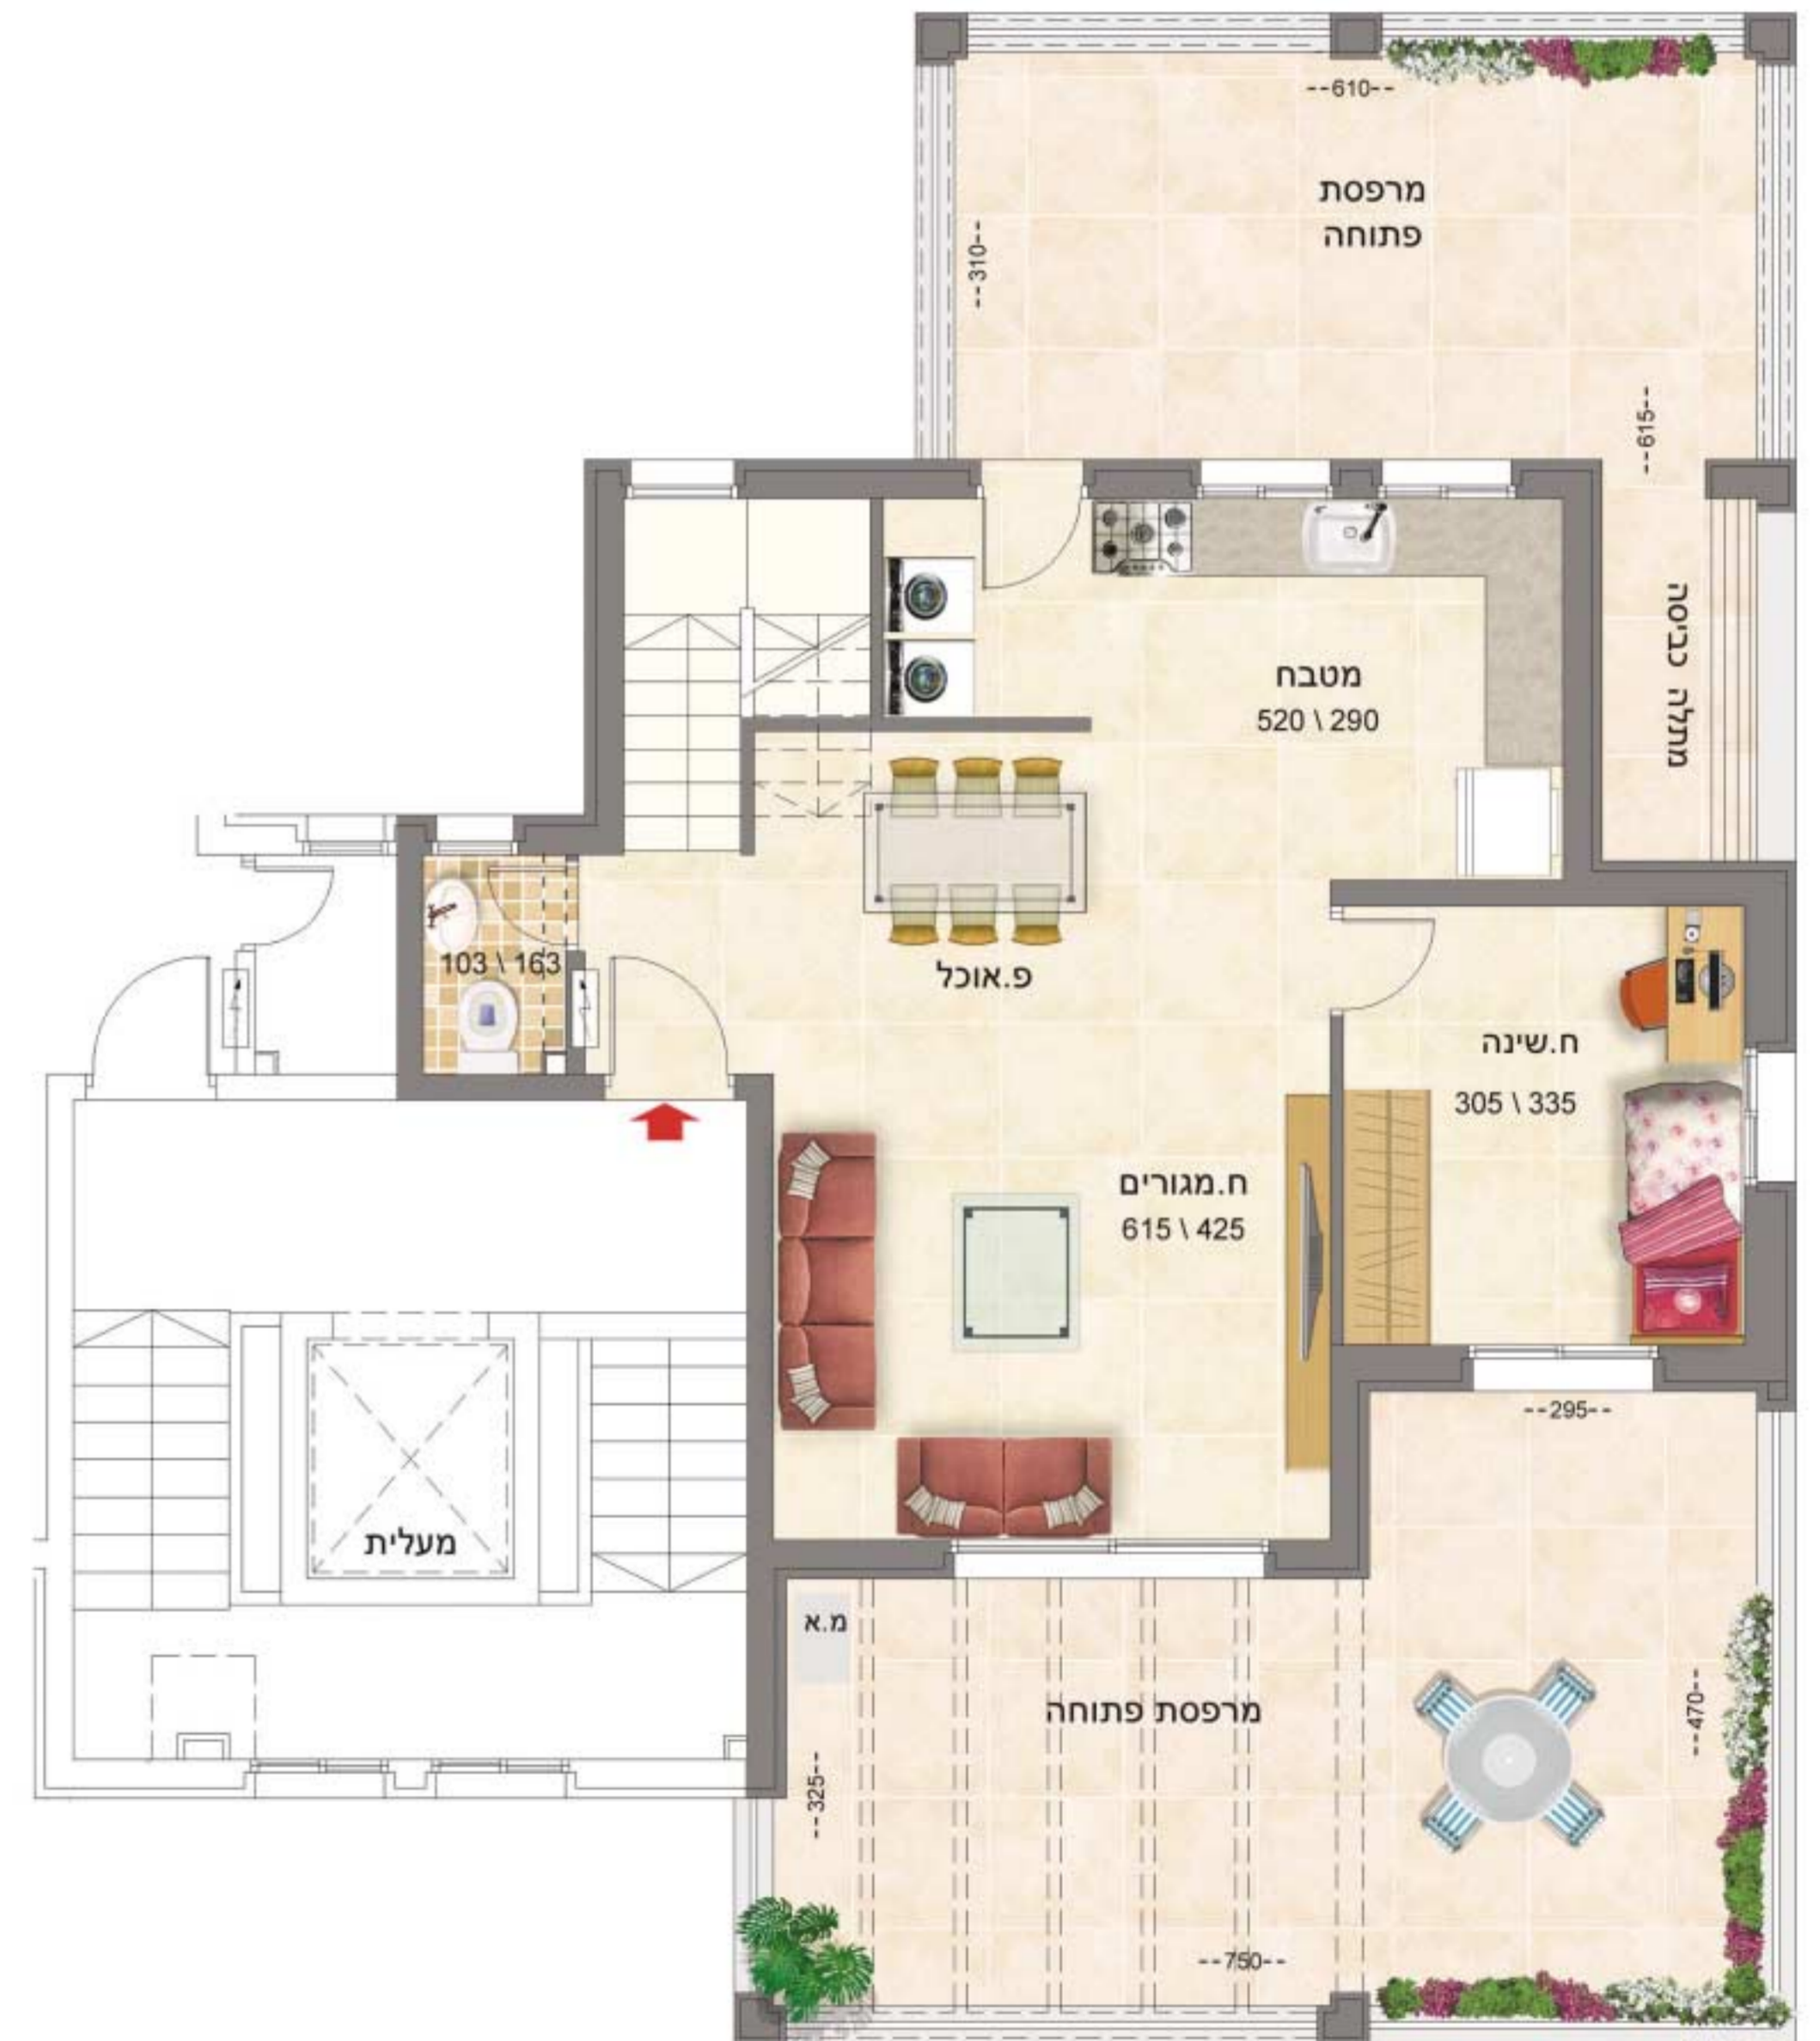 --610--
מרפסת
פתוחה
--310--
--615--
מתלה כביסה
מטבח
520 \ 290
פ.אוכל
103 \ 163
ח.שינה
305 \ 335
ח.מגורים
615 \ 425
--295--
מעלית
מ.א
מרפסת פתוחה
--470--
--325--
--750--